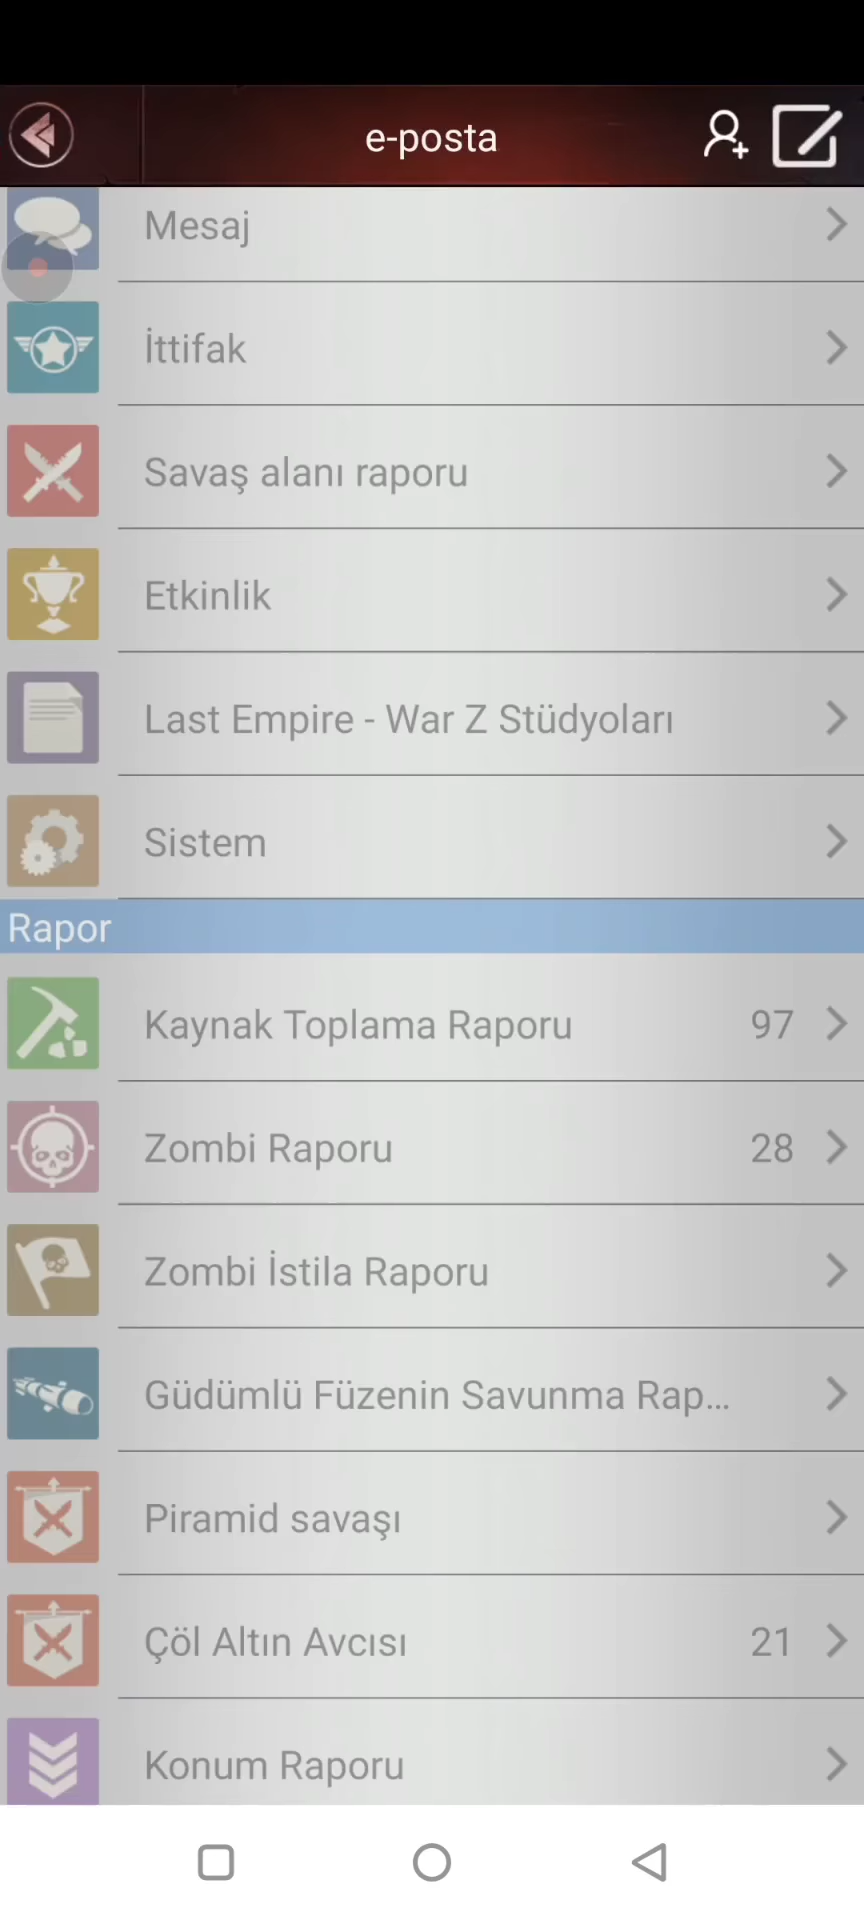 e-posta
Mesaj
İttifak
Savaş alanı raporu
Etkinlik
Last Empire - War Z Stüdyoları
Sistem
Rapor
Kaynak Toplama Raporu 97
Zombi Raporu 28
Zombi İstila Raporu
Güdümlü Füzenin Savunma Rap...
Piramid savaşı
Çöl Altın Avcısı 21
Konum Raporu